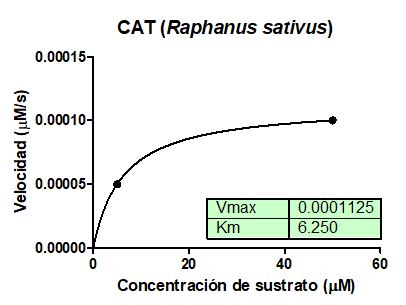 CAT (Raphanus sativus)
Velocidad (μM/s)
0.00015
0.00010
0.00005
0.00000
Vmax 0.0001125
Km 6.250
0 20 40 60
Concentración de sustrato (μM)